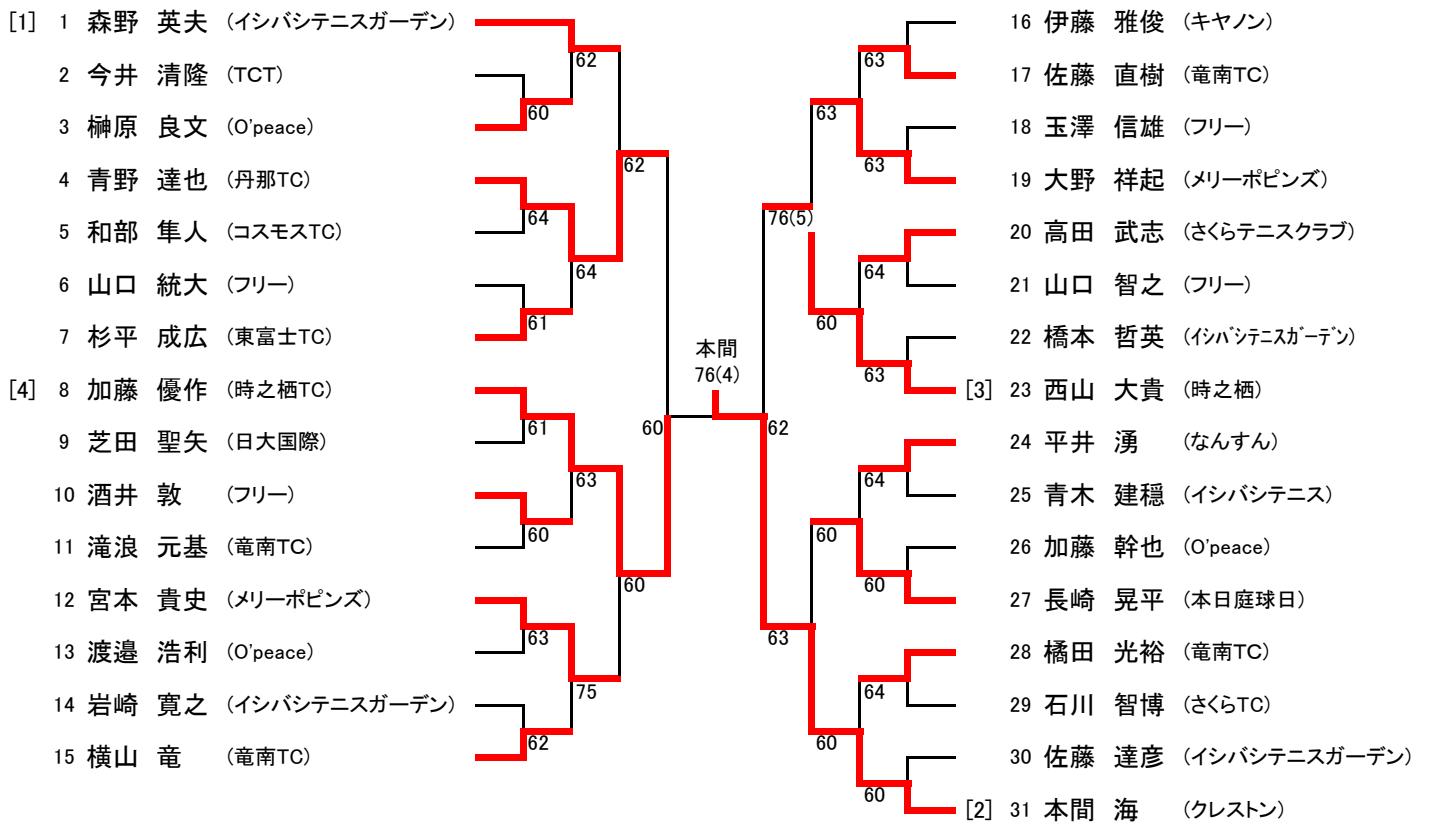 [1] 1 森野 英夫 (イシバシテニスガーデン)
62
2 今井 清隆 (TCT)
60
3 榊原 良文 (O'peace)
62
4 青野 達也 (丹那TC)
64
5 和部 隼人 (コスモスTC)
64
6 山口 統大 (フリー)
61
7 杉平 成広 (東富士TC)
[4] 8 加藤 優作 (時之栖TC)
61
60
9 芝田 聖矢 (日大国際)
63
10 酒井 敦 (フリー)
60
11 滝浪 元基 (竜南TC)
60
12 宮本 貴史 (メリーポピンズ)
63
13 渡邉 浩利 (O'peace)
75
14 岩崎 寛之 (イシバシテニスガーデン)
62
15 横山 竜 (竜南TC)
本間
76(4)
16 伊藤 雅俊 (キヤノン)
63
17 佐藤 直樹 (竜南TC)
63
18 玉澤 信雄 (フリー)
63
19 大野 祥起 (メリーポピンズ)
76(5)
20 高田 武志 (さくらテニスクラブ)
64
21 山口 智之 (フリー)
60
22 橋本 哲英 (ｲｼﾊﾞｼテニスｶﾞｰﾃﾞﾝ)
63
[3] 23 西山 大貴 (時之栖)
62
24 平井 湧 (なんすん)
64
25 青木 建穏 (イシバシテニス)
60
26 加藤 幹也 (O'peace)
60
27 長崎 晃平 (本日庭球日)
63
28 橘田 光裕 (竜南TC)
64
29 石川 智博 (さくらTC)
60
30 佐藤 達彦 (イシバシテニスガーデン)
60
[2] 31 本間 海 (クレストン)